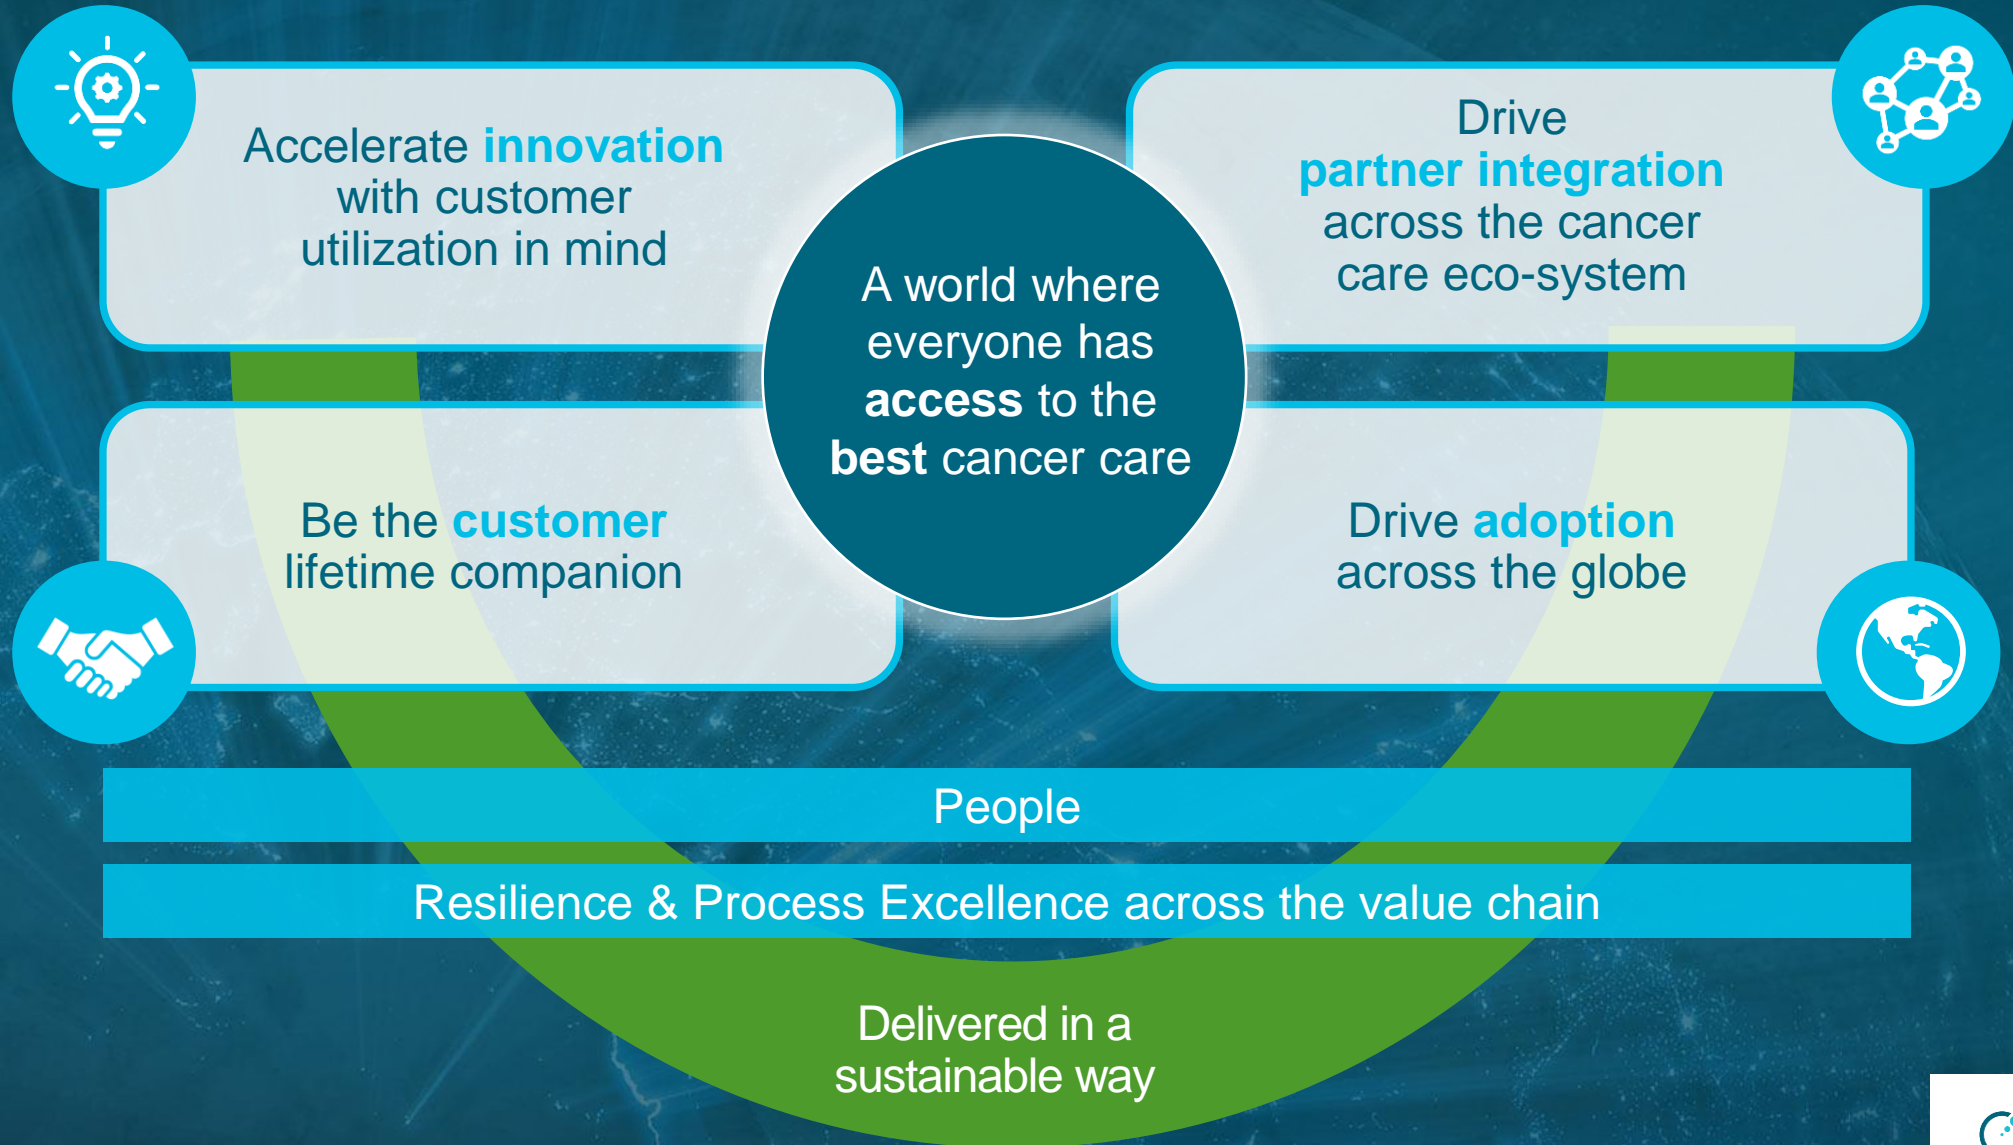 Accelerate innovation
with customer
utilization in mind
Drive
partner integration
across the cancer
care eco-system
A world where
everyone has
access to the
best cancer care
Be the customer
lifetime companion
Drive adoption
across the globe
People
Resilience & Process Excellence across the value chain
Delivered in a
sustainable way